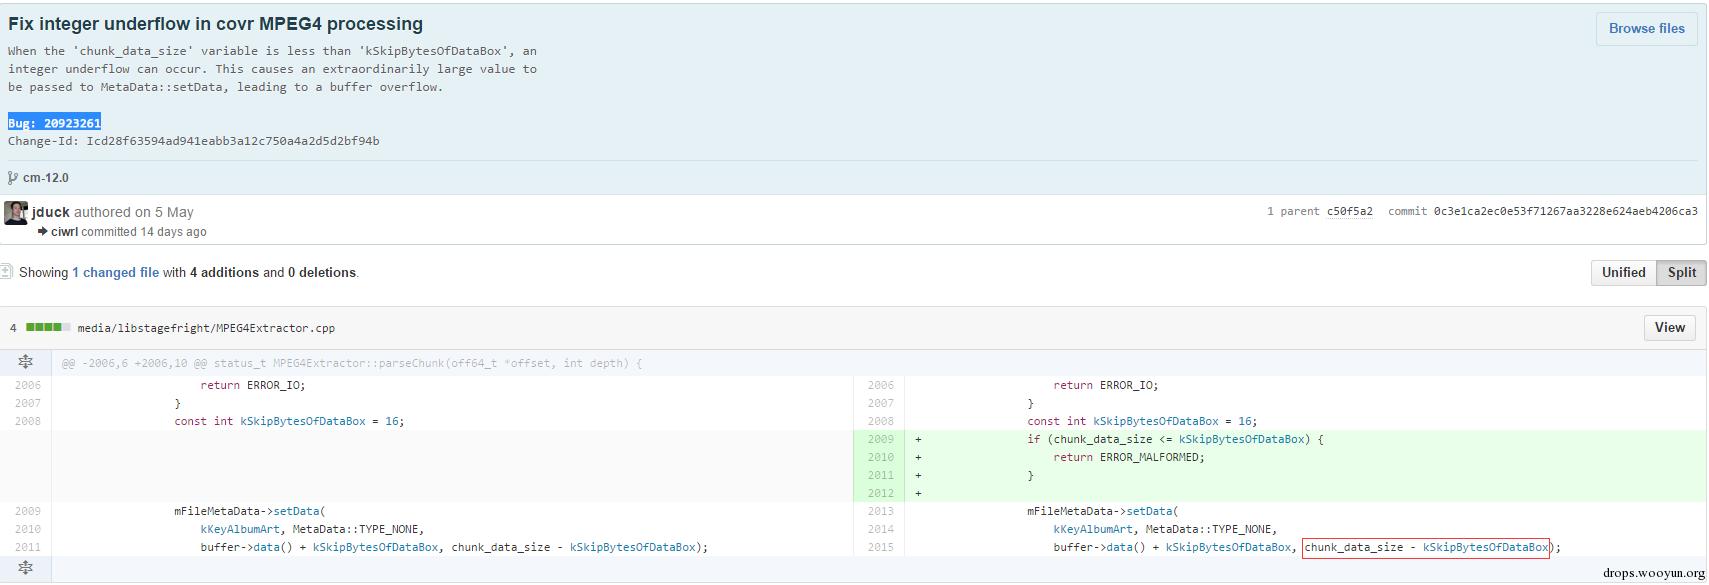 Fix integer underflow in covr MPEG4 processing
Browse files
When the 'chunk_data_size' variable is less than 'kSkipBytesOfDataBox', an
integer underflow can occur. This causes an extraordinarily large value to
be passed to MetaData::setData, leading to a buffer overflow.
Bug: 20923261
Change-Id: Icd28f63594ad941eabb3a12c750a4a2d5d2bf94b
cm-12.0
jduck authored on 5 May
1 parent c50f5a2 commit 0c3e1ca2ec0e53f71267aa3228e624aeb4206ca3
ciwrl committed 14 days ago
Showing 1 changed file with 4 additions and 0 deletions.
Unified Split
4 media/libstagefright/MPEG4Extractor.cpp
View
@@ -2006,6 +2006,10 @@ status_t MPEG4Extractor::parseChunk(off64_t *offset, int depth) {
2006 return ERROR_IO;
2007 }
2008 const int kSkipBytesOfDataBox = 16;
2009 mFileMetaData->setData(
2010 kKeyAlbumArt, MetaData::TYPE_NONE,
2011 buffer->data() + kSkipBytesOfDataBox, chunk_data_size - kSkipBytesOfDataBox);
2006 return ERROR_IO;
2007 }
2008 const int kSkipBytesOfDataBox = 16;
2009 + if (chunk_data_size <= kSkipBytesOfDataBox) {
2010 + return ERROR_MALFORMED;
2011 + }
2012 +
2013 mFileMetaData->setData(
2014 kKeyAlbumArt, MetaData::TYPE_NONE,
2015 buffer->data() + kSkipBytesOfDataBox, chunk_data_size - kSkipBytesOfDataBox);
drops.wooyun.org